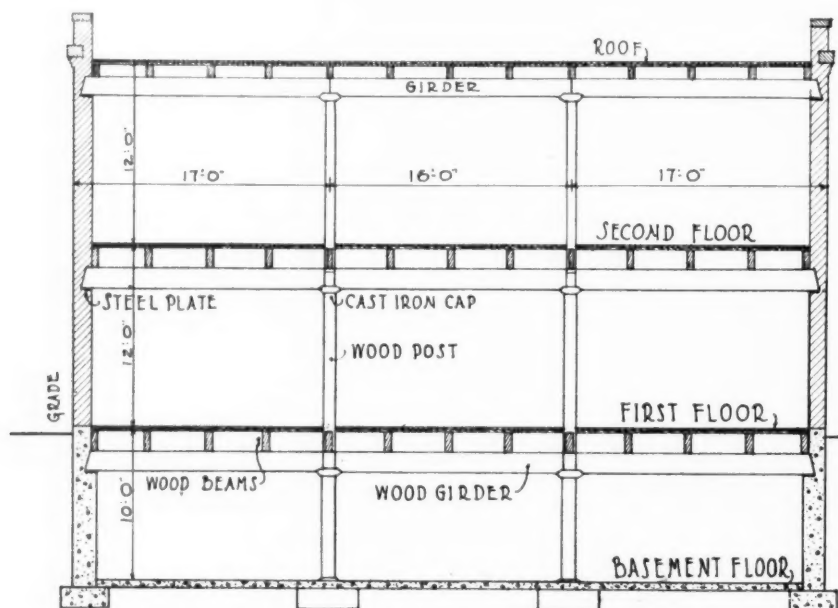 ROOF
GIRDER
12'-0"
17'-0"
16'-0"
17'-0"
SECOND FLOOR
STEEL PLATE
CAST IRON CAP
12'-0"
WOOD POST
GRADE
FIRST FLOOR
WOOD BEAMS
WOOD GIRDER
10'-0"
BASEMENT FLOOR